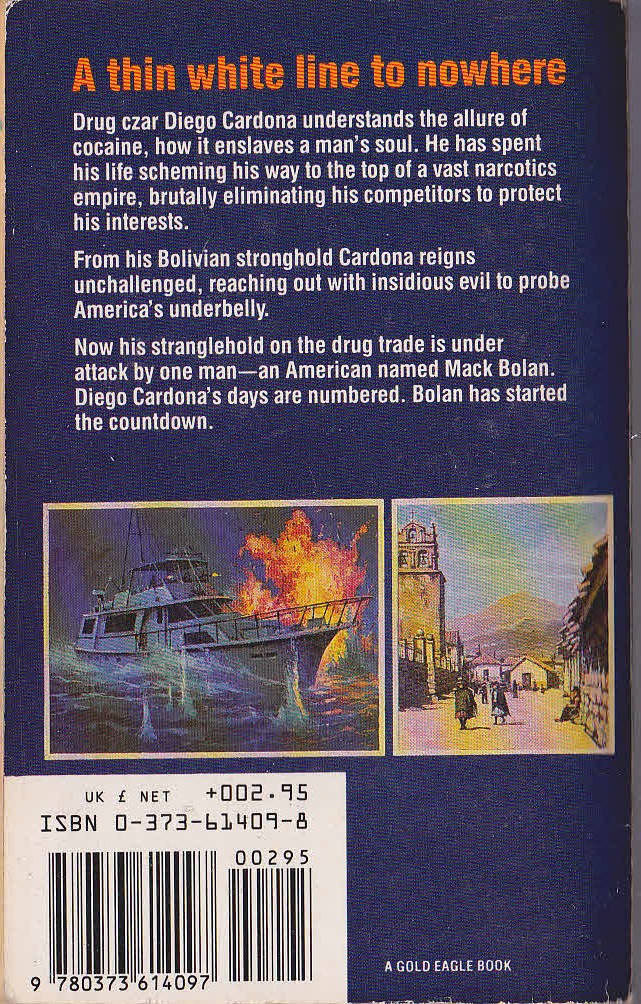 A thin white line to nowhere
Drug czar Diego Cardona understands the allure of
cocaine, how it enslaves a man's soul. He has spent
his life scheming his way to the top of a vast narcotics
empire, brutally eliminating his competitors to protect
his interests.
From his Bolivian stronghold Cardona reigns
unchallenged, reaching out with insidious evil to probe
America's underbelly.
Now his stranglehold on the drug trade is under
attack by one man—an American named Mack Bolan.
Diego Cardona's days are numbered. Bolan has started
the countdown.
UK £ NET +002.95
ISBN 0-373-61409-8
00295
9 780373 614097
A GOLD EAGLE BOOK